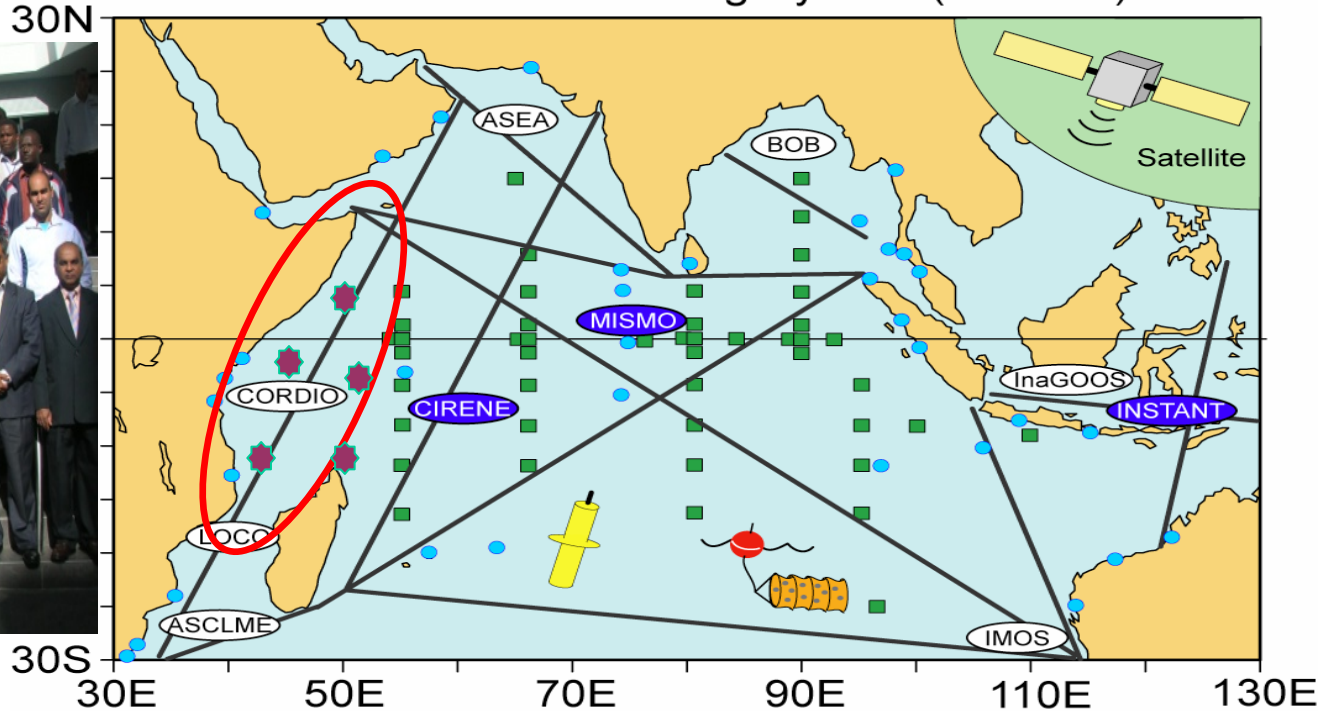 30N
ASEA
BOB
Satellite
MISMO
CORDIO
CIRENE
InaGOOS
INSTANT
LOCO
ASCLME
IMOS
30S
30E 50E 70E 90E 110E 130E